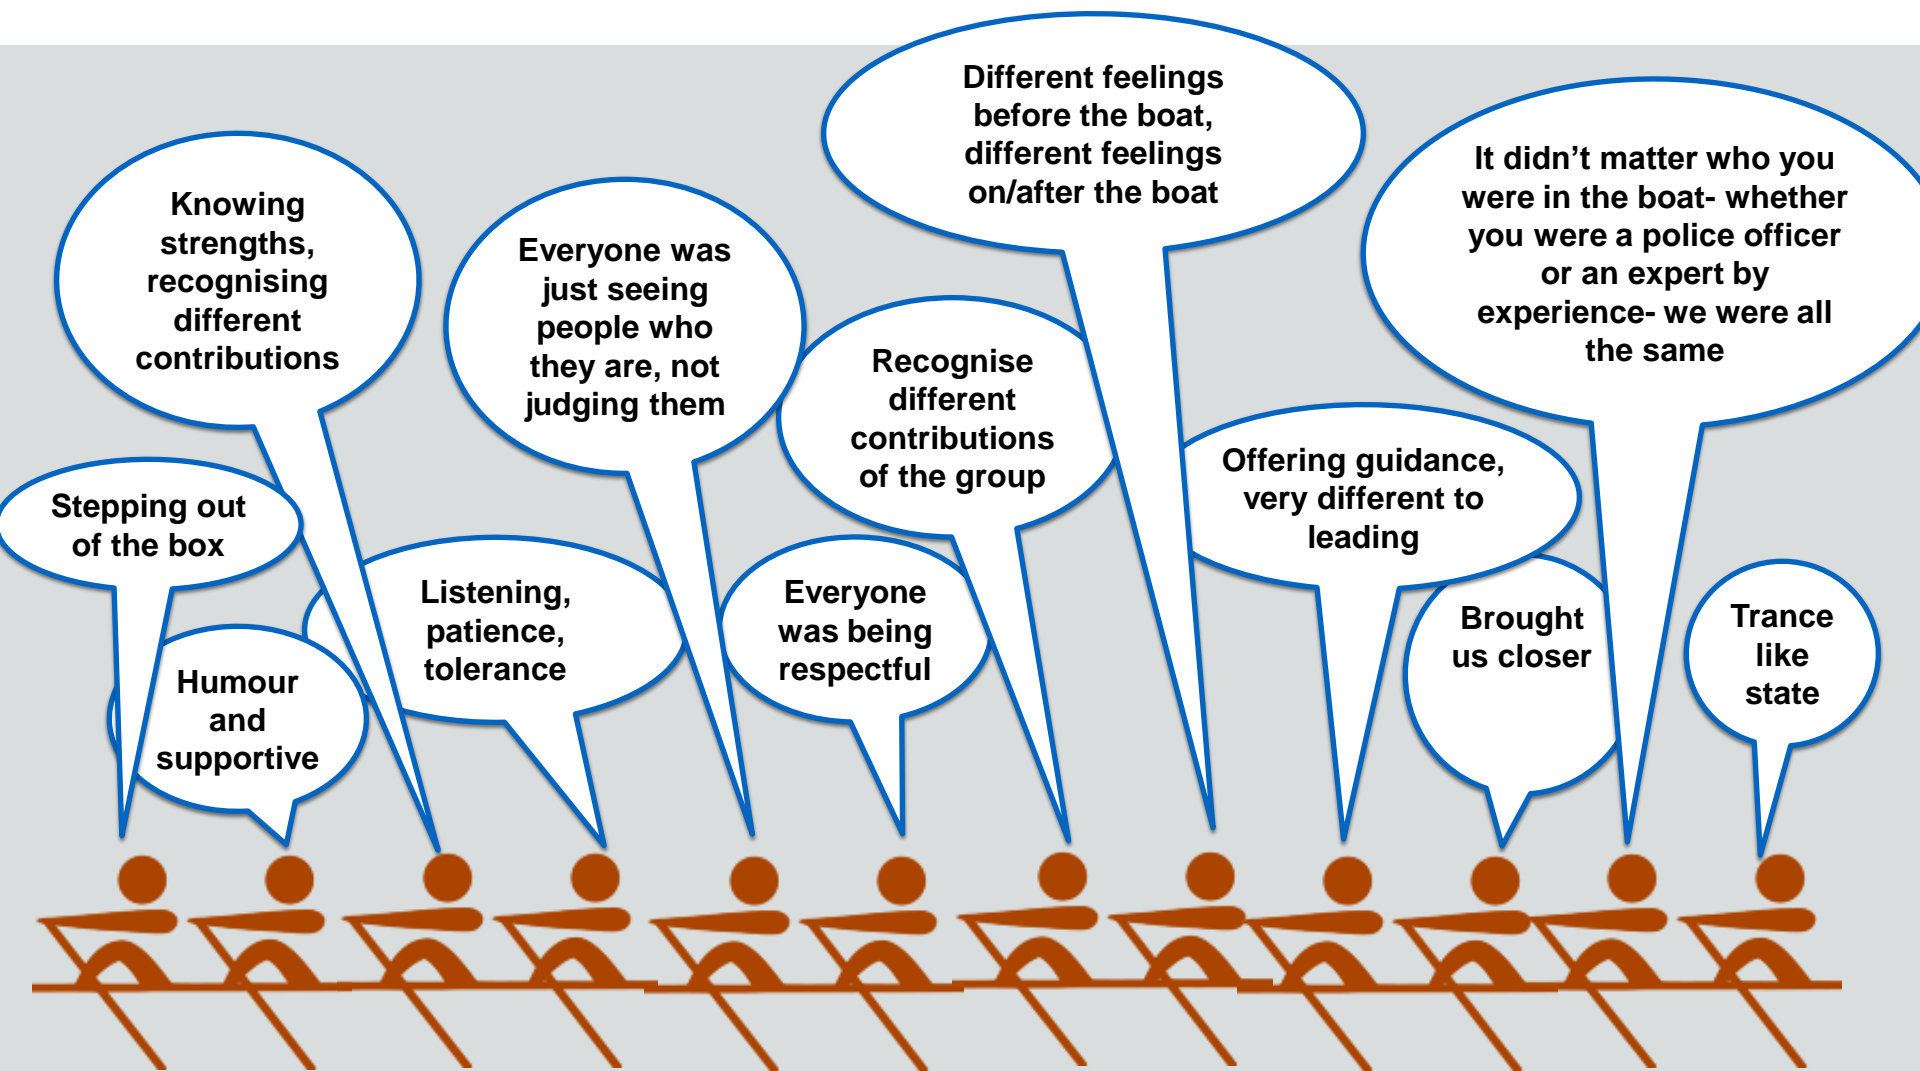 Stepping out
of the box
Humour
and
supportive
Knowing
strengths,
recognising
different
contributions
Listening,
patience,
tolerance
Everyone was
just seeing
people who
they are, not
judging them
Everyone
was being
respectful
Recognise
different
contributions
of the group
Different feelings
before the boat,
different feelings
on/after the boat
Offering guidance,
very different to
leading
Brought
us closer
It didn’t matter who you
were in the boat- whether
you were a police officer
or an expert by
experience- we were all
the same
Trance
like
state